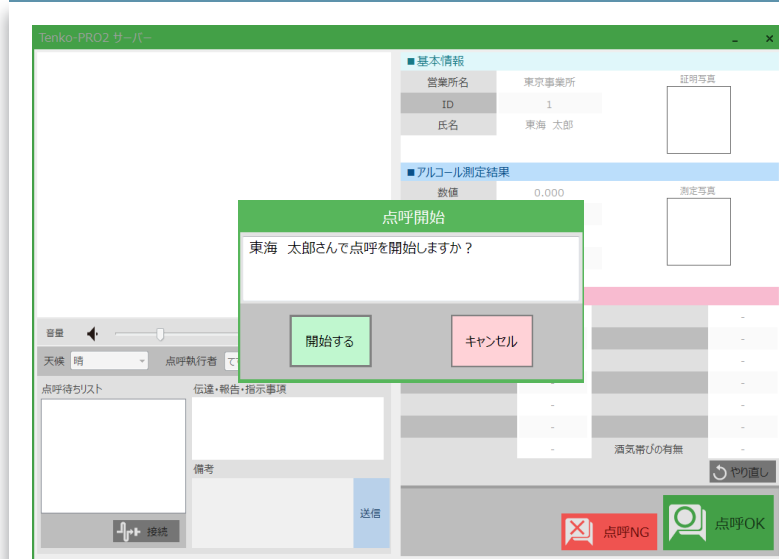 Tenko-PRO2 サーバー
■基本情報
営業所名 東京事業所
ID 1
氏名 東海 太郎
証明写真
■アルコール測定結果
数値 0.000
測定写真
点呼開始
東海 太郎さんで点呼を開始しますか？
開始する
キャンセル
音量
天候 晴
点呼執行者
点呼待ちリスト
伝達・報告・指示事項
備考
接続
送信
-
-
-
-
- -
- -
- -
- 酒気帯びの有無 -
やり直し
点呼NG
点呼OK